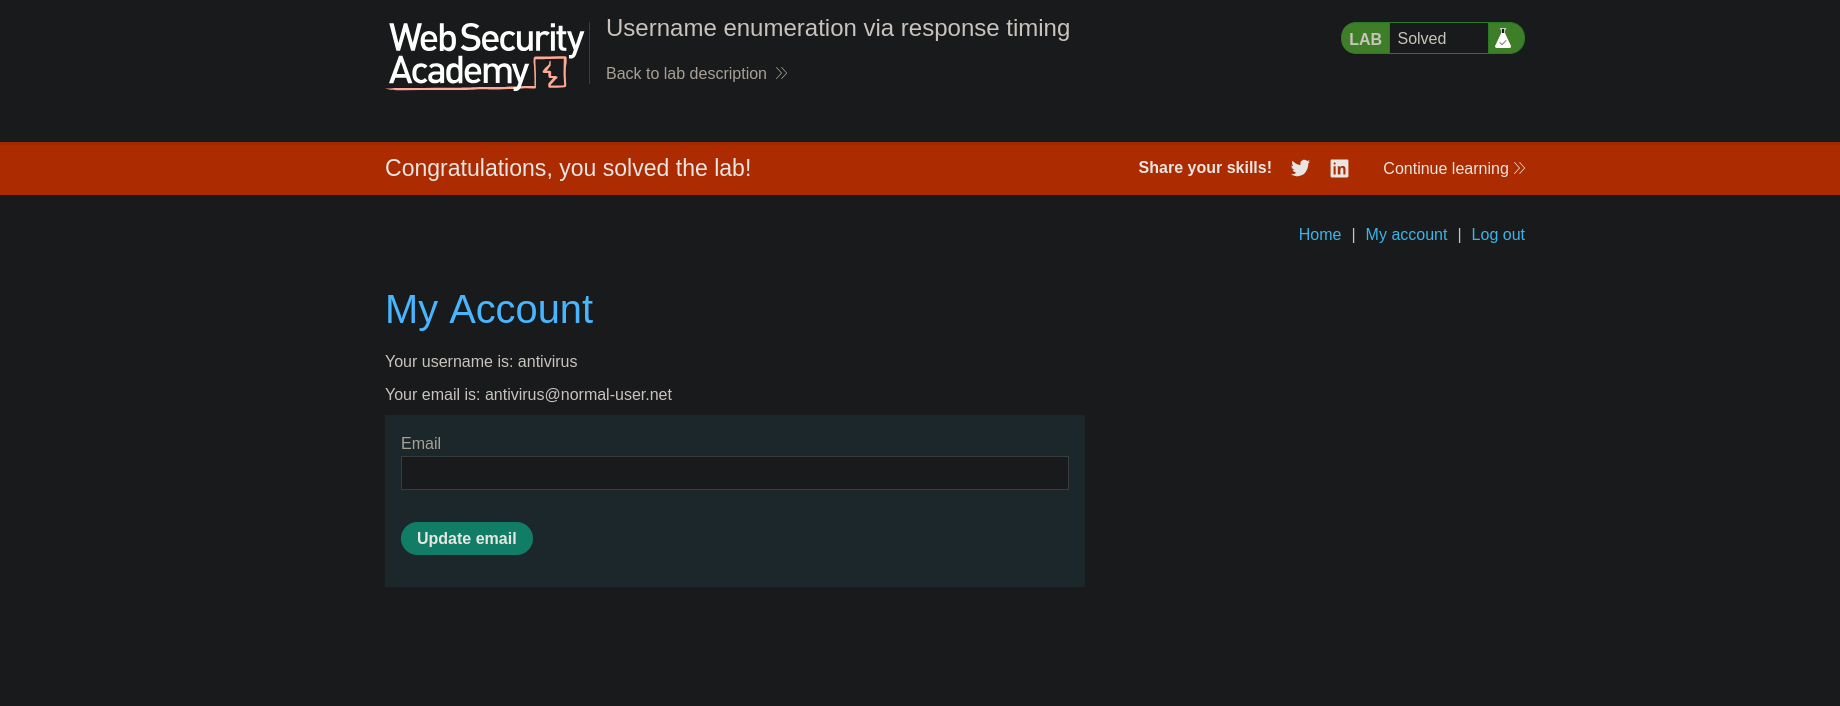 Web Security
Academy
Username enumeration via response timing
Back to lab description
LAB Solved
Congratulations, you solved the lab!
Share your skills!
Continue learning
Home | My account | Log out
My Account
Your username is: antivirus
Your email is: antivirus@normal-user.net
Email
Update email